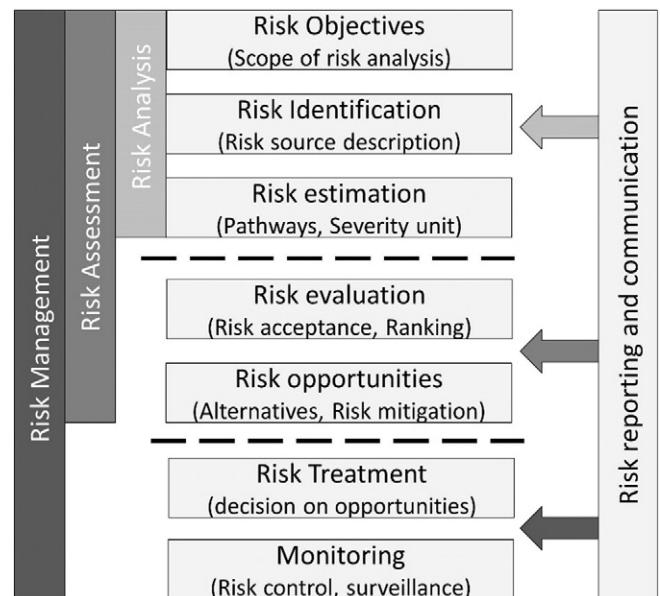 Risk Management
Risk Assessment
Risk Analysis
Risk Objectives
(Scope of risk analysis)
Risk Identification
(Risk source description)
Risk estimation
(Pathways, Severity unit)
Risk evaluation
(Risk acceptance, Ranking)
Risk opportunities
(Alternatives, Risk mitigation)
Risk Treatment
(decision on opportunities)
Monitoring
(Risk control, surveillance)
Risk reporting and communication